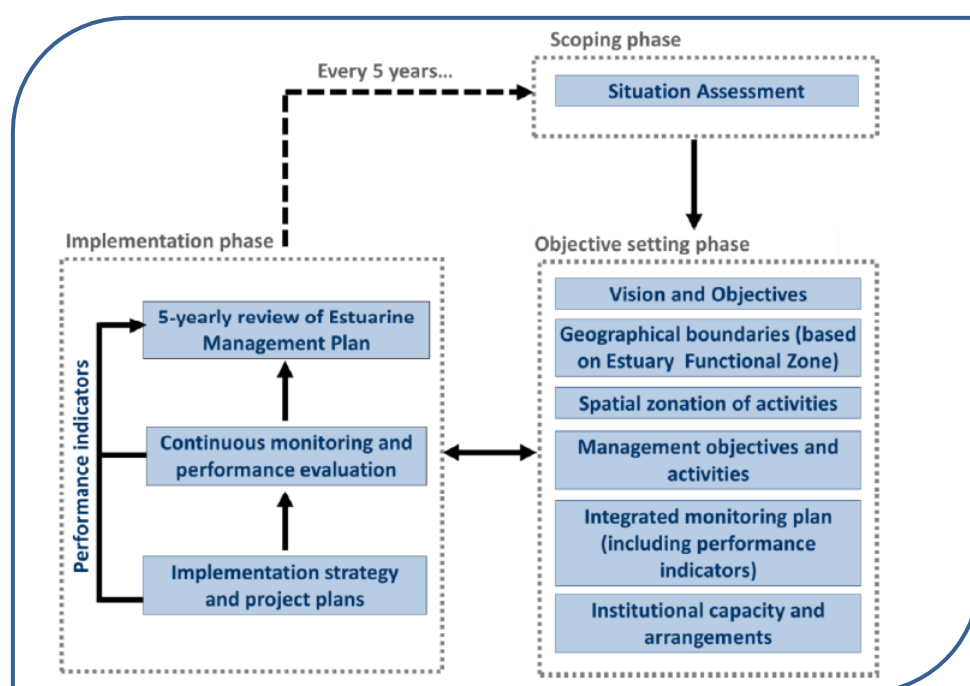 Scoping phase
Every 5 years...
Situation Assessment
Implementation phase
Objective setting phase
5-yearly review of Estuarine
Management Plan
Continuous monitoring and
performance evaluation
Implementation strategy
and project plans
Performance indicators
Vision and Objectives
Geographical boundaries (based
on Estuary Functional Zone)
Spatial zonation of activities
Management objectives and
activities
Integrated monitoring plan
(including performance
indicators)
Institutional capacity and
arrangements